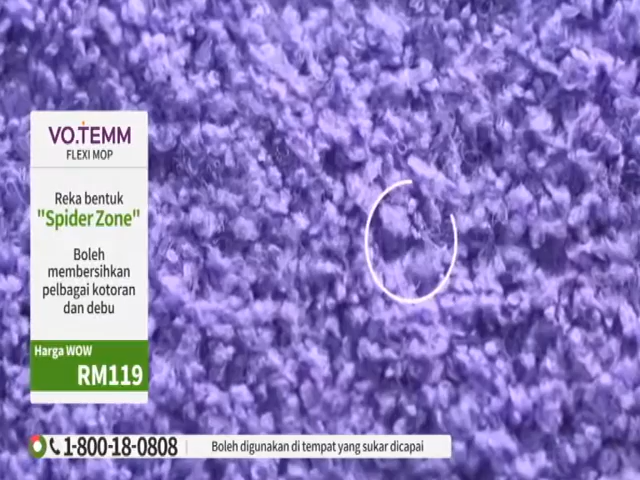 VO.TEMM
FLEXI MOP
Reka bentuk
"Spider Zone"
Boleh
membersihkan
pelbagai kotoran
dan debu
Harga WOW
RM119
1-800-18-0808
Boleh digunakan di tempat yang sukar dicapai